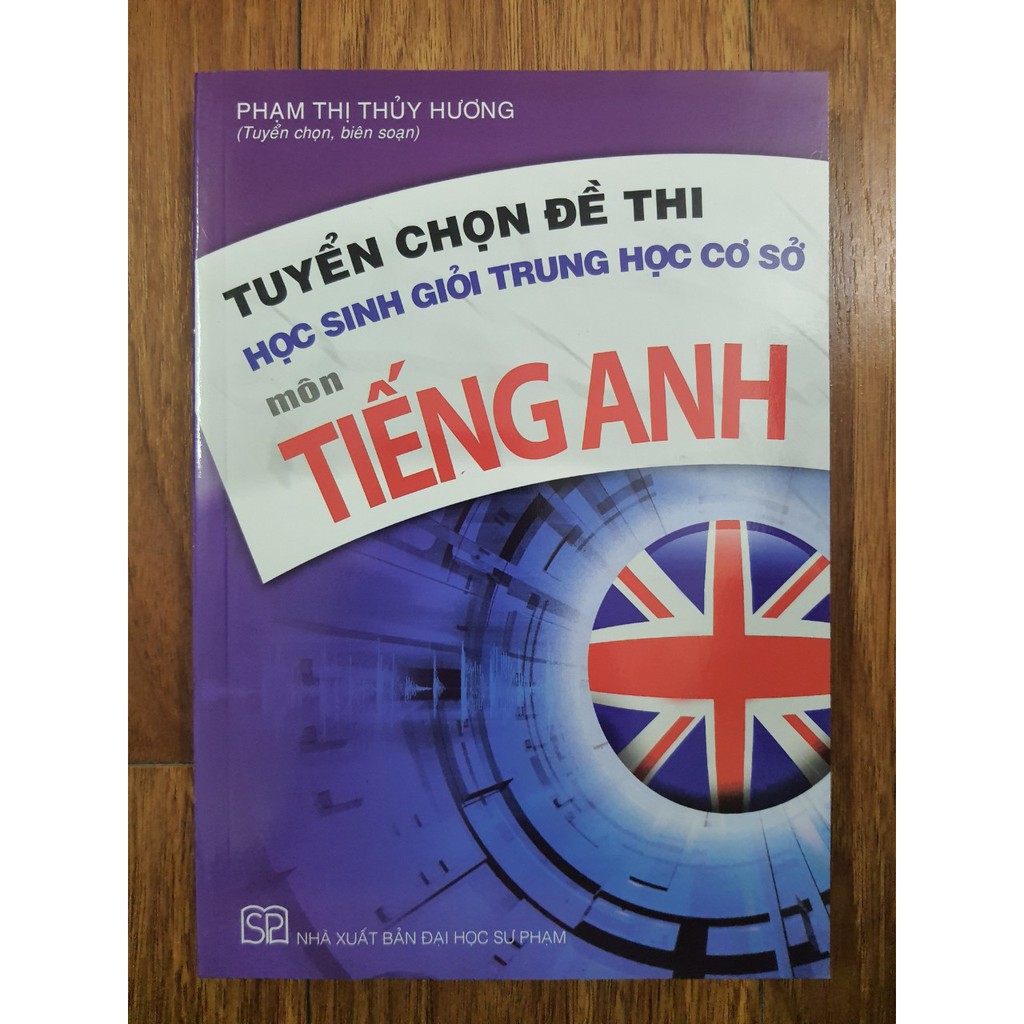 PHẠM THỊ THỦY HƯƠNG
(Tuyển chọn, biên soạn)
TUYỂN CHỌN ĐỀ THI
HỌC SINH GIỎI TRUNG HỌC CƠ SỞ
môn
TIẾNG ANH
SP
NHÀ XUẤT BẢN ĐẠI HỌC SƯ PHẠM